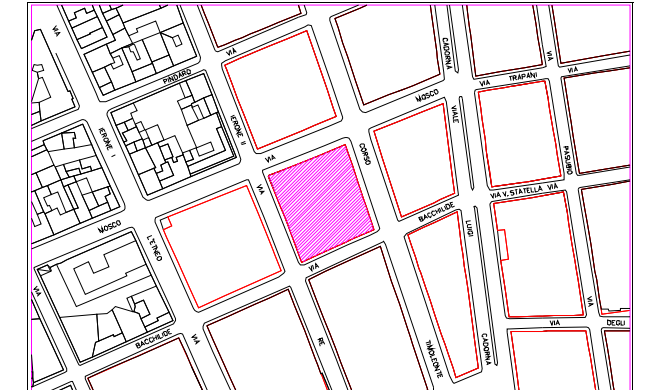 VIA
VIA
CADORNA
VIA
PINDARO
VIA
TRAPANI
VIA
MOSCO
VIALE
IERONE II
IERONE I
VIA
CORSO
PASUBIO
VIA
VIA V. STATELLA VIA
BACCHILIDE
LUIGI
MOSCO
L'ETNEO
VIA
VIA
VIA
VIA
DEGLI
BACCHILIDE
VIA
RE
TIMOLEONTE
CADORNA